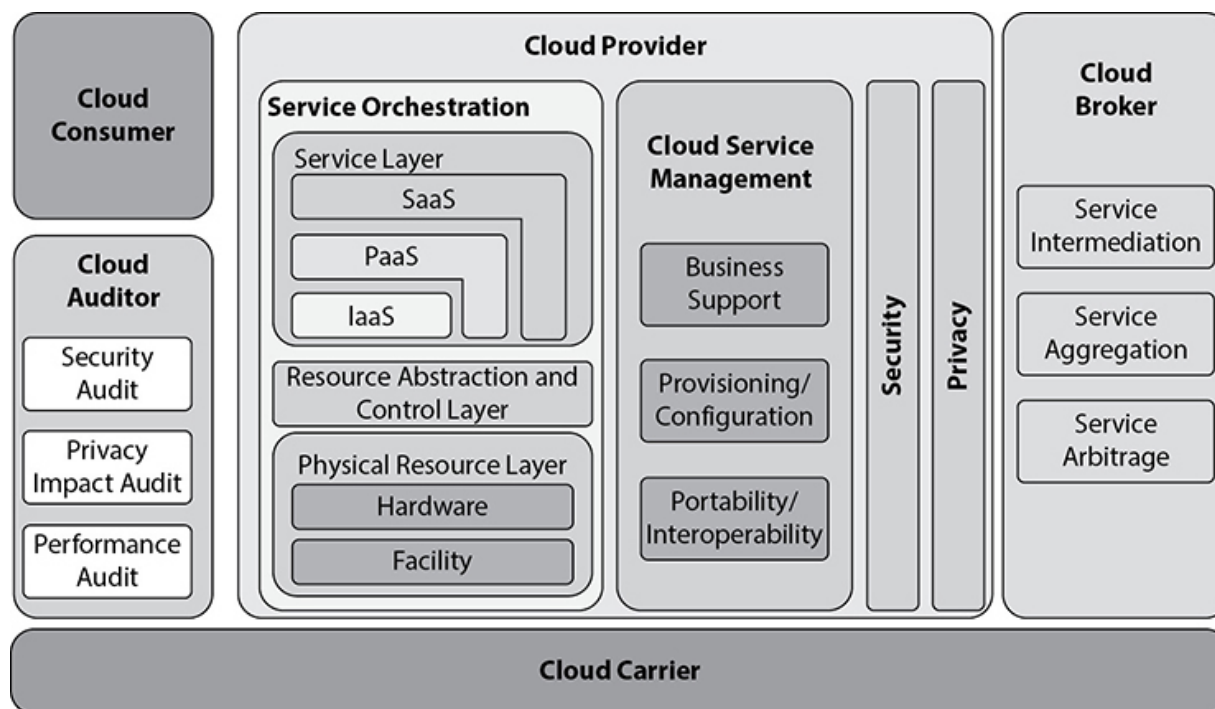 Cloud
Consumer
Cloud
Auditor
Security
Audit
Privacy
Impact Audit
Performance
Audit
Cloud Provider
Service Orchestration
Service Layer
SaaS
PaaS
IaaS
Resource Abstraction and
Control Layer
Physical Resource Layer
Hardware
Facility
Cloud Service
Management
Business
Support
Provisioning/
Configuration
Portability/
Interoperability
Security
Privacy
Cloud
Broker
Service
Intermediation
Service
Aggregation
Service
Arbitrage
Cloud Carrier